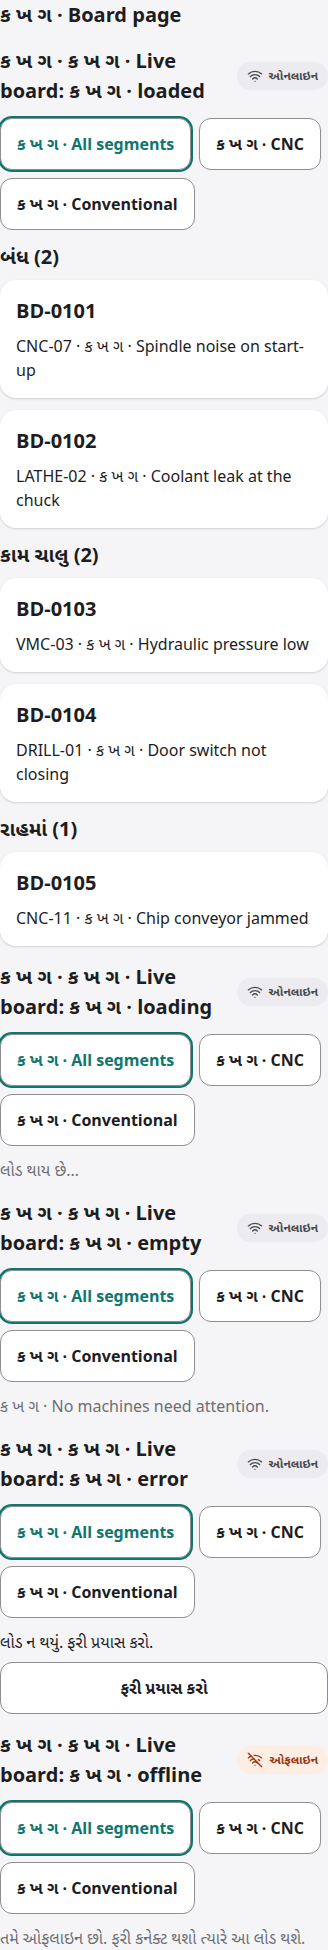 ક ખ ગ · Board page
ક ખ ગ · ક ખ ગ · Live
board: ક ખ ગ · loaded
ઓનલાઇન
ક ખ ગ · All segments
ક ખ ગ · CNC
ક ખ ગ · Conventional
બંધ (2)
BD-0101
CNC-07 · ક ખ ગ · Spindle noise on start-
up
BD-0102
LATHE-02 · ક ખ ગ · Coolant leak at the
chuck
કામ ચાલુ (2)
BD-0103
VMC-03 · ક ખ ગ · Hydraulic pressure low
BD-0104
DRILL-01 · ક ખ ગ · Door switch not
closing
રાહમાં (1)
BD-0105
CNC-11 · ક ખ ગ · Chip conveyor jammed
ક ખ ગ · ક ખ ગ · Live
board: ક ખ ગ · loading
ઓનલાઇન
ક ખ ગ · All segments
ક ખ ગ · CNC
ક ખ ગ · Conventional
લોડ થાય છે...
ક ખ ગ · ક ખ ગ · Live
board: ક ખ ગ · empty
ઓનલાઇન
ક ખ ગ · All segments
ક ખ ગ · CNC
ક ખ ગ · Conventional
ક ખ ગ · No machines need attention.
ક ખ ગ · ક ખ ગ · Live
board: ક ખ ગ · error
ઓનલાઇન
ક ખ ગ · All segments
ક ખ ગ · CNC
ક ખ ગ · Conventional
લોડ ન થયું. ફરી પ્રયાસ કરો.
ફરી પ્રયાસ કરો
ક ખ ગ · ક ખ ગ · Live
board: ક ખ ગ · offline
ઓફલાઇન
ક ખ ગ · All segments
ક ખ ગ · CNC
ક ખ ગ · Conventional
તમે ઓફલાઇન છો. ફરી કનેક્ટ થશો ત્યારે આ લોડ થશે.